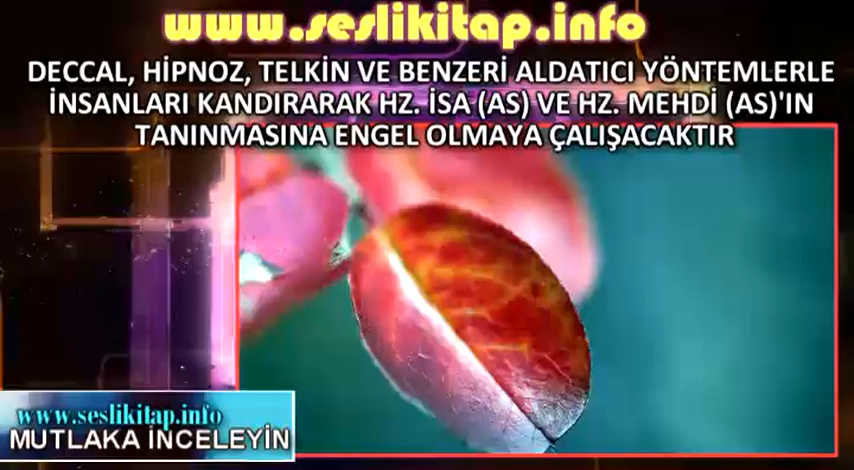 www.seslikitap.info
DECCAL, HİPNOZ, TELKİN VE BENZERİ ALDATICI YÖNTEMLERLE
İNSANLARI KANDIRARAK HZ. İSA (AS) VE HZ. MEHDİ (AS)'IN
TANINMASINA ENGEL OLMAYA ÇALIŞACAKTIR
www.seslikitap.info
MUTLAKA İNCELEYİN